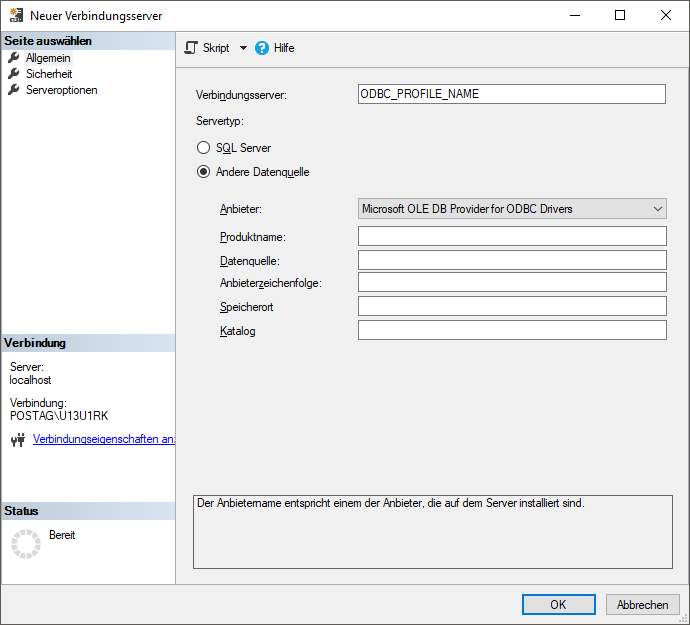 Neuer Verbindungsserver
Seite auswählen
Allgemein
Sicherheit
Serveroptionen
Skript
Hilfe
Verbindungsserver:
ODBC_PROFILE_NAME
Servertyp:
SQL Server
Andere Datenquelle
Anbieter:
Microsoft OLE DB Provider for ODBC Drivers
Produktname:
Datenquelle:
Anbieterzeichenfolge:
Speicherort
Katalog
Verbindung
Server:
localhost
Verbindung:
POSTAG\U13U1RK
Verbindungseigenschaften an
Status
Bereit
Der Anbietername entspricht einem der Anbieter, die auf dem Server installiert sind.
OK
Abbrechen